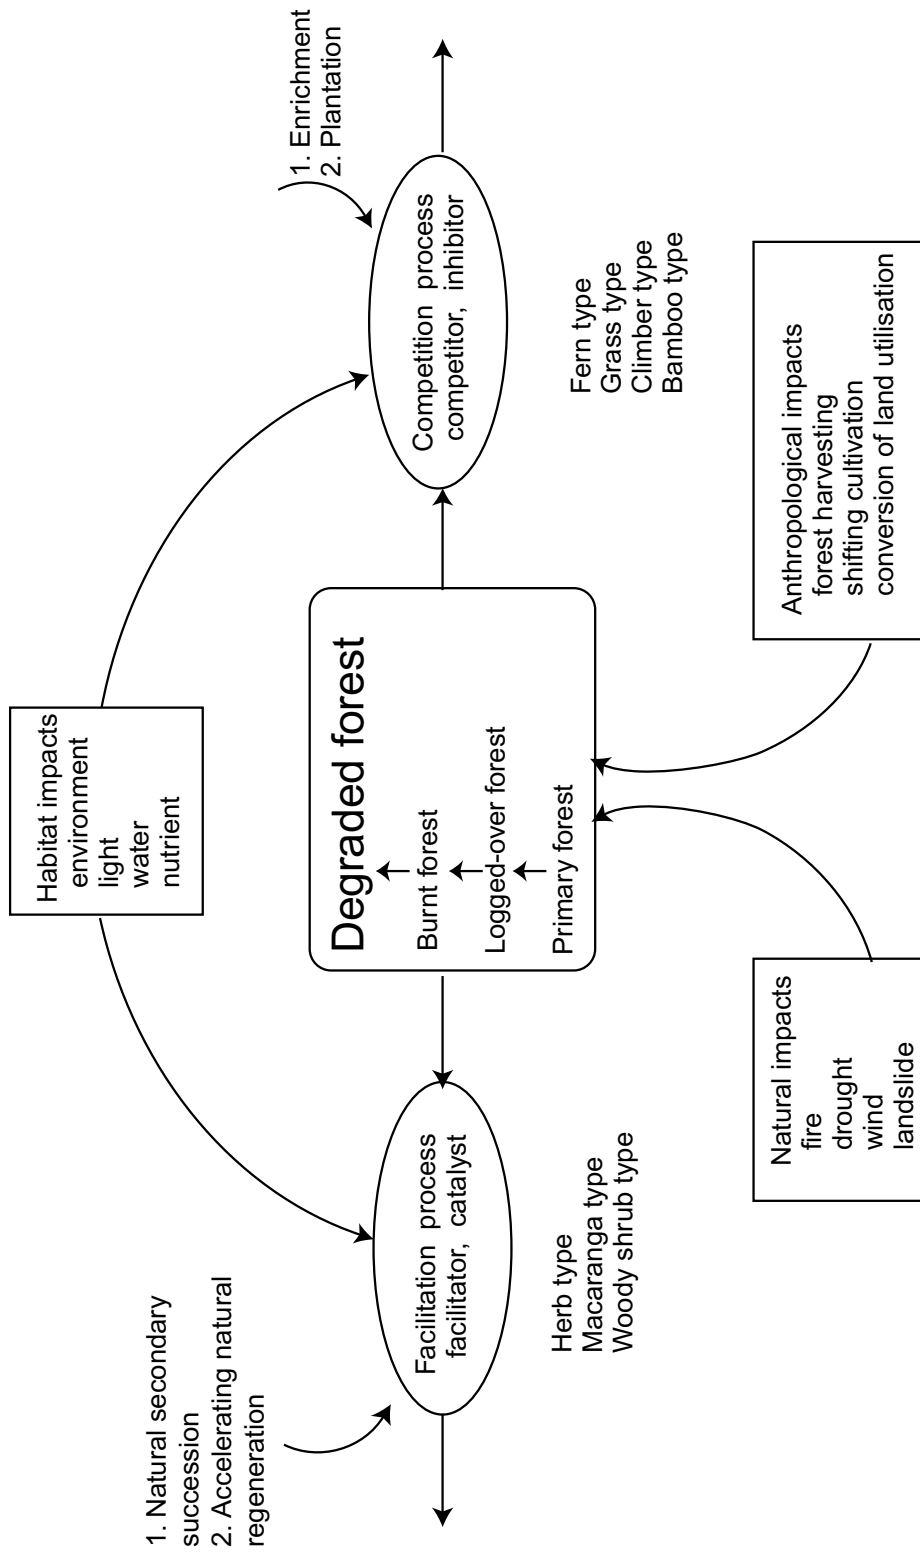 1. Natural secondary
succession
2. Accelerating natural
regeneration
Habitat impacts
environment
light
water
nutrient
1. Enrichment
2. Plantation
Facilitation process
facilitator, catalyst
Degraded forest
Burnt forest
Logged-over forest
Primary forest
Competition process
competitor, inhibitor
Herb type
Macaranga type
Woody shrub type
Fern type
Grass type
Climber type
Bamboo type
Natural impacts
fire
drought
wind
landslide
Anthropological impacts
forest harvesting
shifting cultivation
conversion of land utilisation